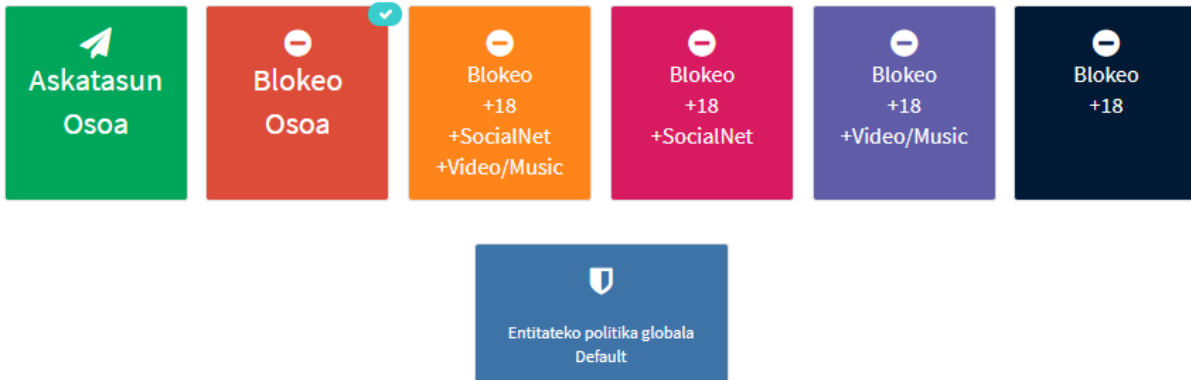 Askatasun
Osoa
Blokeo
Osoa
Blokeo
+18
+SocialNet
+Video/Music
Blokeo
+18
+SocialNet
Blokeo
+18
+Video/Music
Blokeo
+18
Entitateko politika globala
Default